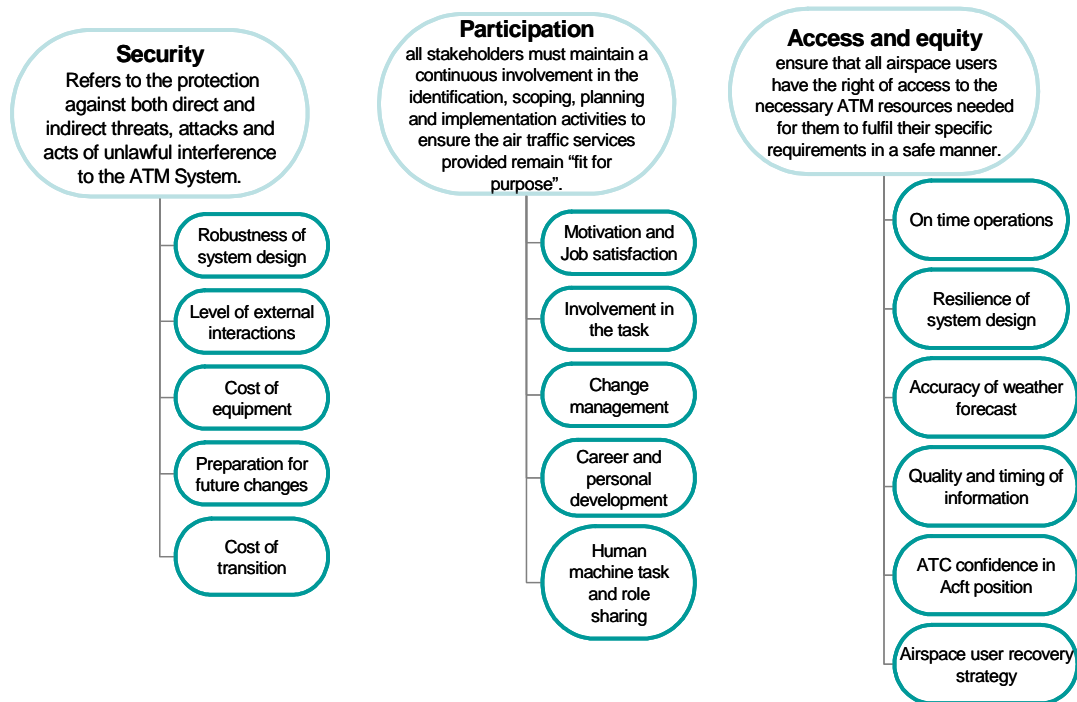 Security
Refers to the protection
against both direct and
indirect threats, attacks and
acts of unlawful interference
to the ATM System.
Robustness of
system design
Level of external
interactions
Cost of
equipment
Preparation for
future changes
Cost of
transition
Participation
all stakeholders must maintain a
continuous involvement in the
identification, scoping, planning
and implementation activities to
ensure the air traffic services
provided remain “fit for
purpose”.
Motivation and
Job satisfaction
Involvement in
the task
Change
management
Career and
personal
development
Human
machine task
and role
sharing
Access and equity
ensure that all airspace users
have the right of access to the
necessary ATM resources needed
for them to fulfil their specific
requirements in a safe manner.
On time operations
Resilience of
system design
Accuracy of weather
forecast
Quality and timing of
information
ATC confidence in
Acft position
Airspace user recovery
strategy